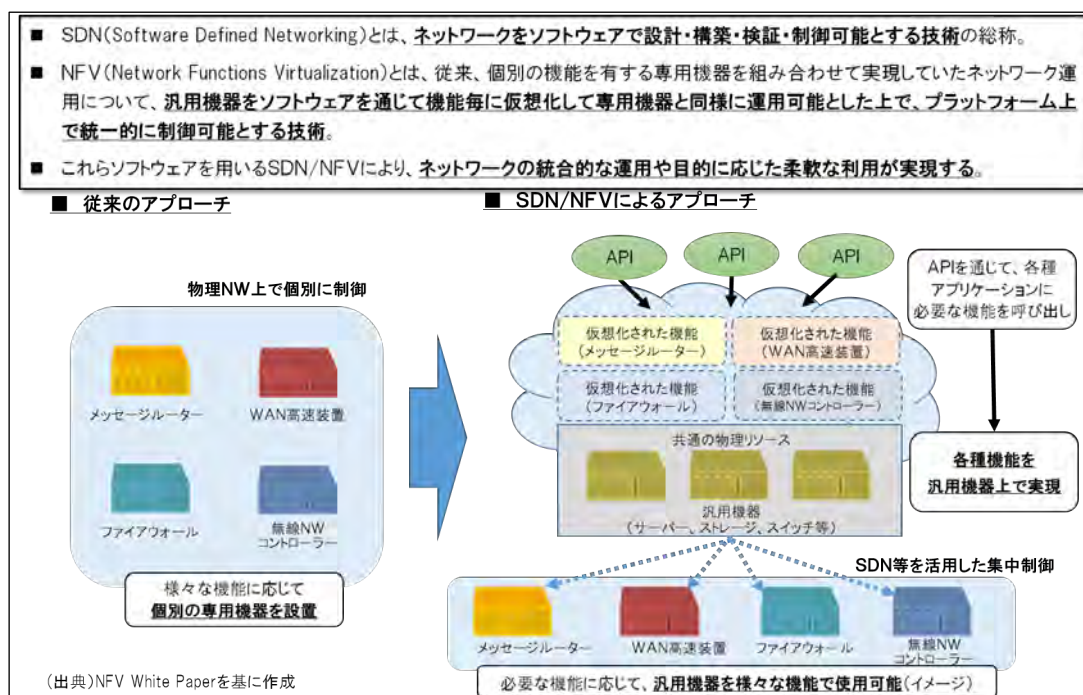 ■ SDN(Software Defined Networking)とは、ネットワークをソフトウェアで設計・構築・検証・制御可能とする技術の総称。
■ NFV(Network Functions Virtualization)とは、従来、個別の機能を有する専用機器を組み合わせて実現していたネットワーク運
用について、汎用機器をソフトウェアを通じて機能毎に仮想化して専用機器と同様に運用可能とした上で、プラットフォーム上
で統一的に制御可能とする技術。
■ これらソフトウェアを用いるSDN/NFVにより、ネットワークの統合的な運用や目的に応じた柔軟な利用が実現する。
■ 従来のアプローチ
物理NW上で個別に制御
メッセージルーター
WAN高速装置
ファイアウォール
無線NW
コントローラー
様々な機能に応じて
個別の専用機器を設置
(出典)NFV White Paperを基に作成
■ SDN/NFVによるアプローチ
API
API
API
APIを通じて、各種
アプリケーションに
必要な機能を呼び出し
仮想化された機能
(メッセージルーター)
仮想化された機能
(WAN高速装置)
仮想化された機能
(ファイアウォール)
仮想化された機能
(無線NWコントローラー)
共通の物理リソース
汎用機器
(サーバー、ストレージ、スイッチ等)
各種機能を
汎用機器上で実現
SDN等を活用した集中制御
メッセージルーター
WAN高速装置
ファイアウォール
無線NW
コントローラー
必要な機能に応じて、汎用機器を様々な機能で使用可能(イメージ)